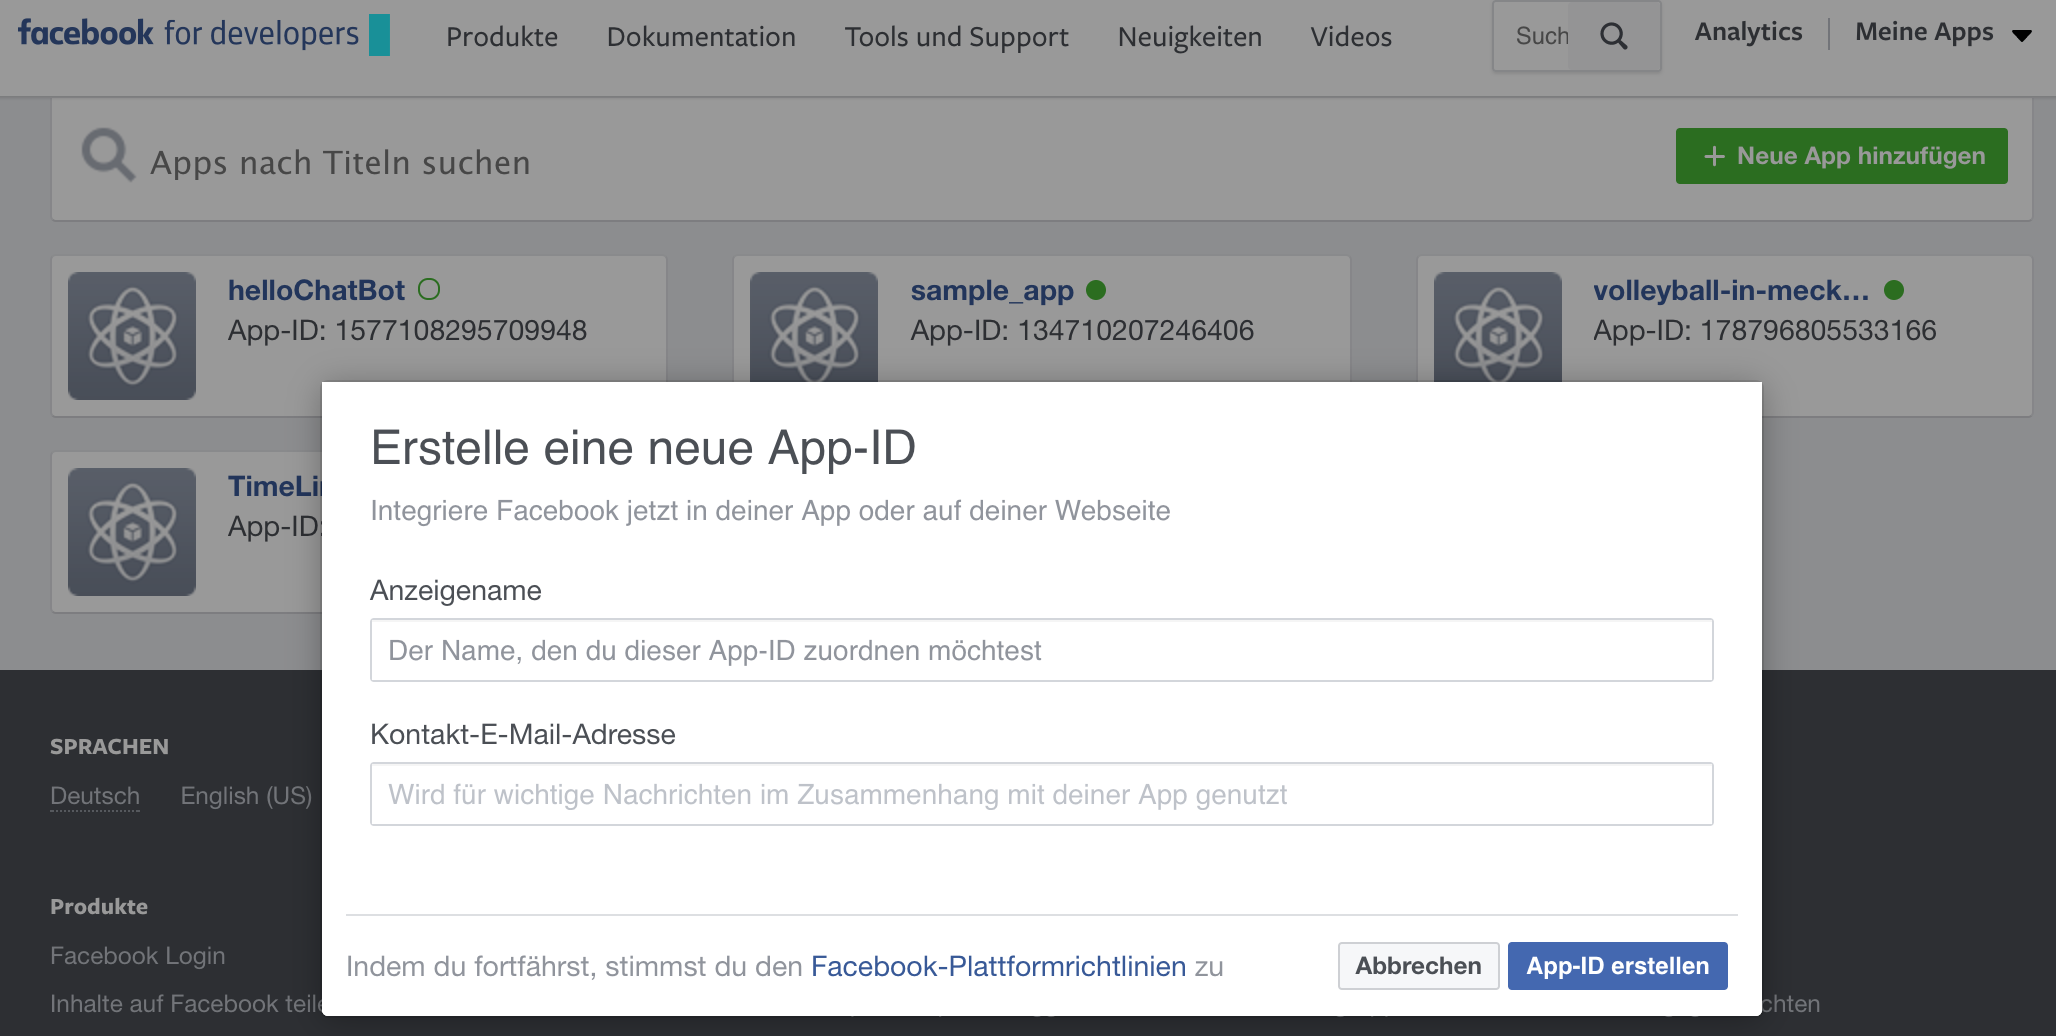 facebook for developers
Produkte
Dokumentation
Tools und Support
Neuigkeiten
Videos
Such
Analytics
Meine Apps
Apps nach Titeln suchen
+ Neue App hinzufügen
helloChatBot
App-ID: 1577108295709948
sample_app
App-ID: 134710207246406
volleyball-in-meck...
App-ID: 178796805533166
App-ID:
Erstelle eine neue App-ID
Integriere Facebook jetzt in deiner App oder auf deiner Webseite
Anzeigename
Der Name, den du dieser App-ID zuordnen möchtest
Kontakt-E-Mail-Adresse
Wird für wichtige Nachrichten im Zusammenhang mit deiner App genutzt
Indem du fortfährst, stimmst du den Facebook-Plattformrichtlinien zu
Abbrechen
App-ID erstellen
SPRACHEN
Deutsch
English (US)
Produkte
Facebook Login
Inhalte auf Facebook